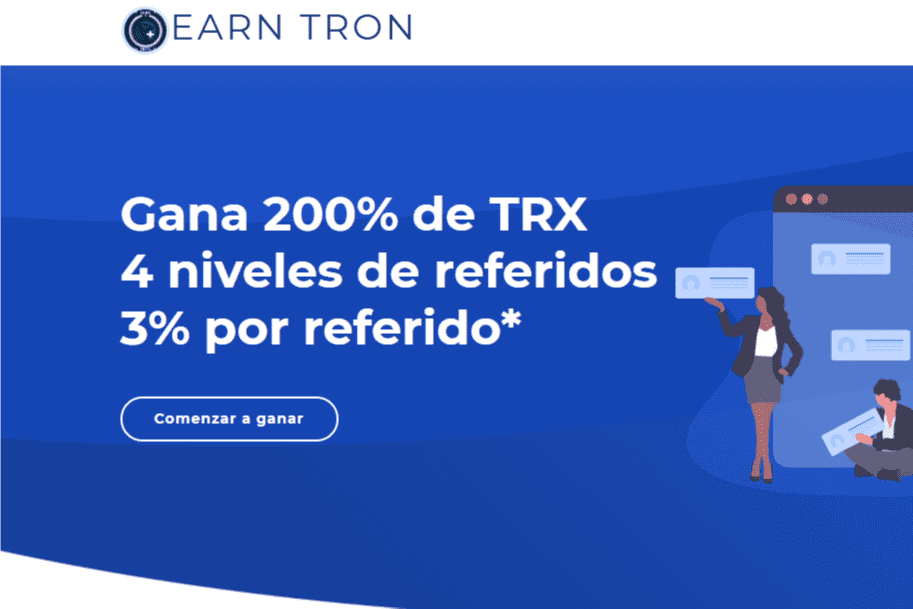 EARN TRON
Gana 200% de TRX
4 niveles de referidos
3% por referido*
Comenzar a ganar